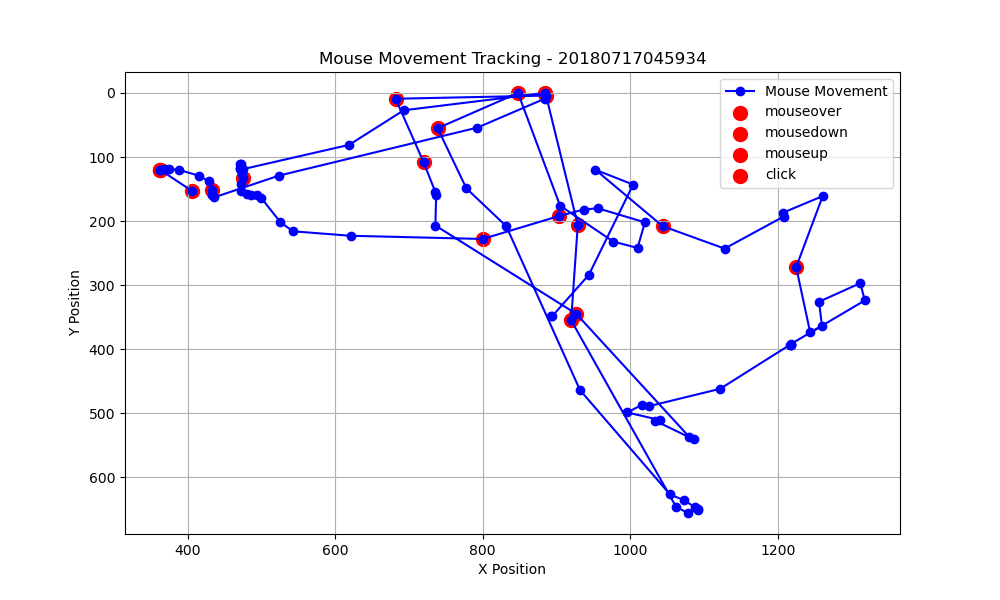 Mouse Movement Tracking - 20180717045934
Mouse Movement
mouseover
mousedown
mouseup
click
0
100
200
300
400
500
600
Y Position
400
600
800
1000
1200
X Position